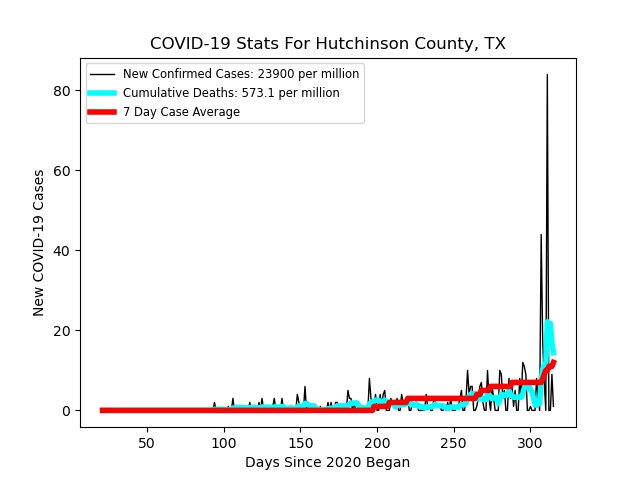 COVID-19 Stats For Hutchinson County, TX
New Confirmed Cases: 23900 per million
Cumulative Deaths: 573.1 per million
7 Day Case Average
New COVID-19 Cases
80
60
40
20
0
50 100 150 200 250 300
Days Since 2020 Began